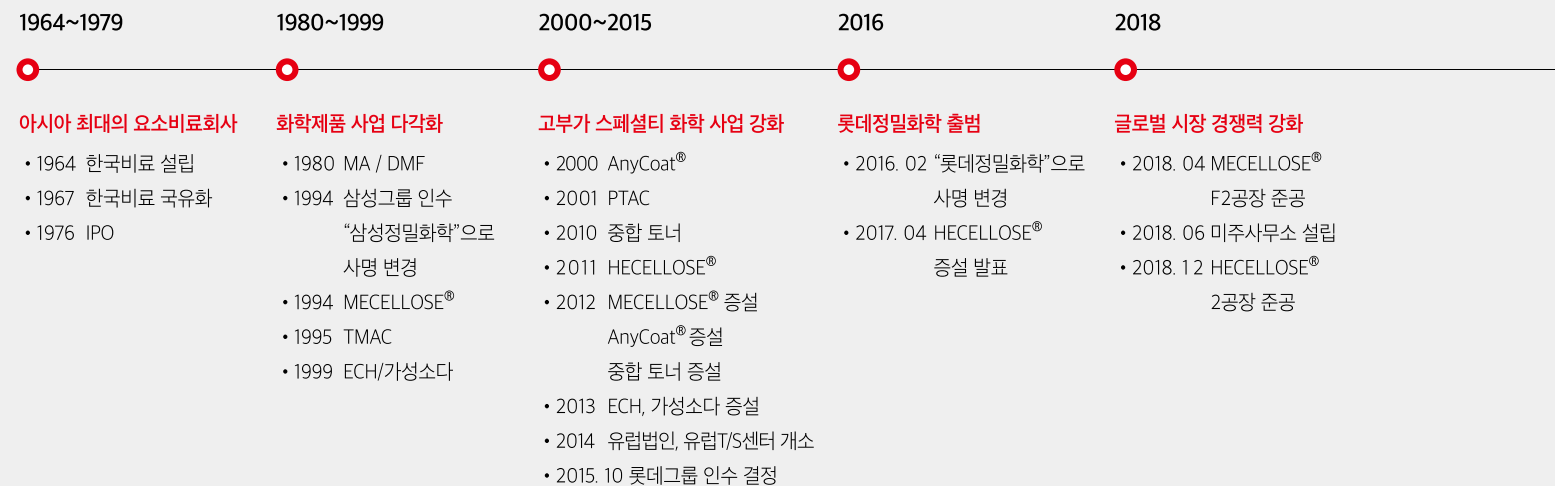 1964~1979
아시아 최대의 요소비료회사
• 1964 한국비료 설립
• 1967 한국비료 국유화
• 1976 IPO
1980~1999
화학제품 사업 다각화
• 1980 MA / DMF
• 1994 삼성그룹 인수
“삼성정밀화학”으로
사명 변경
• 1994 MECELLOSE®
• 1995 TMAC
• 1999 ECH/가성소다
2000~2015
고부가 스페셜티 화학 사업 강화
• 2000 AnyCoat®
• 2001 PTAC
• 2010 중합 토너
• 2011 HECELLOSE®
• 2012 MECELLOSE® 증설
AnyCoat® 증설
중합 토너 증설
• 2013 ECH, 가성소다 증설
• 2014 유럽법인, 유럽T/S센터 개소
• 2015. 10 롯데그룹 인수 결정
2016
롯데정밀화학 출범
• 2016. 02 “롯데정밀화학”으로
사명 변경
• 2017. 04 HECELLOSE®
증설 발표
2018
글로벌 시장 경쟁력 강화
• 2018. 04 MECELLOSE®
F2공장 준공
• 2018. 06 미주사무소 설립
• 2018. 12 HECELLOSE®
2공장 준공